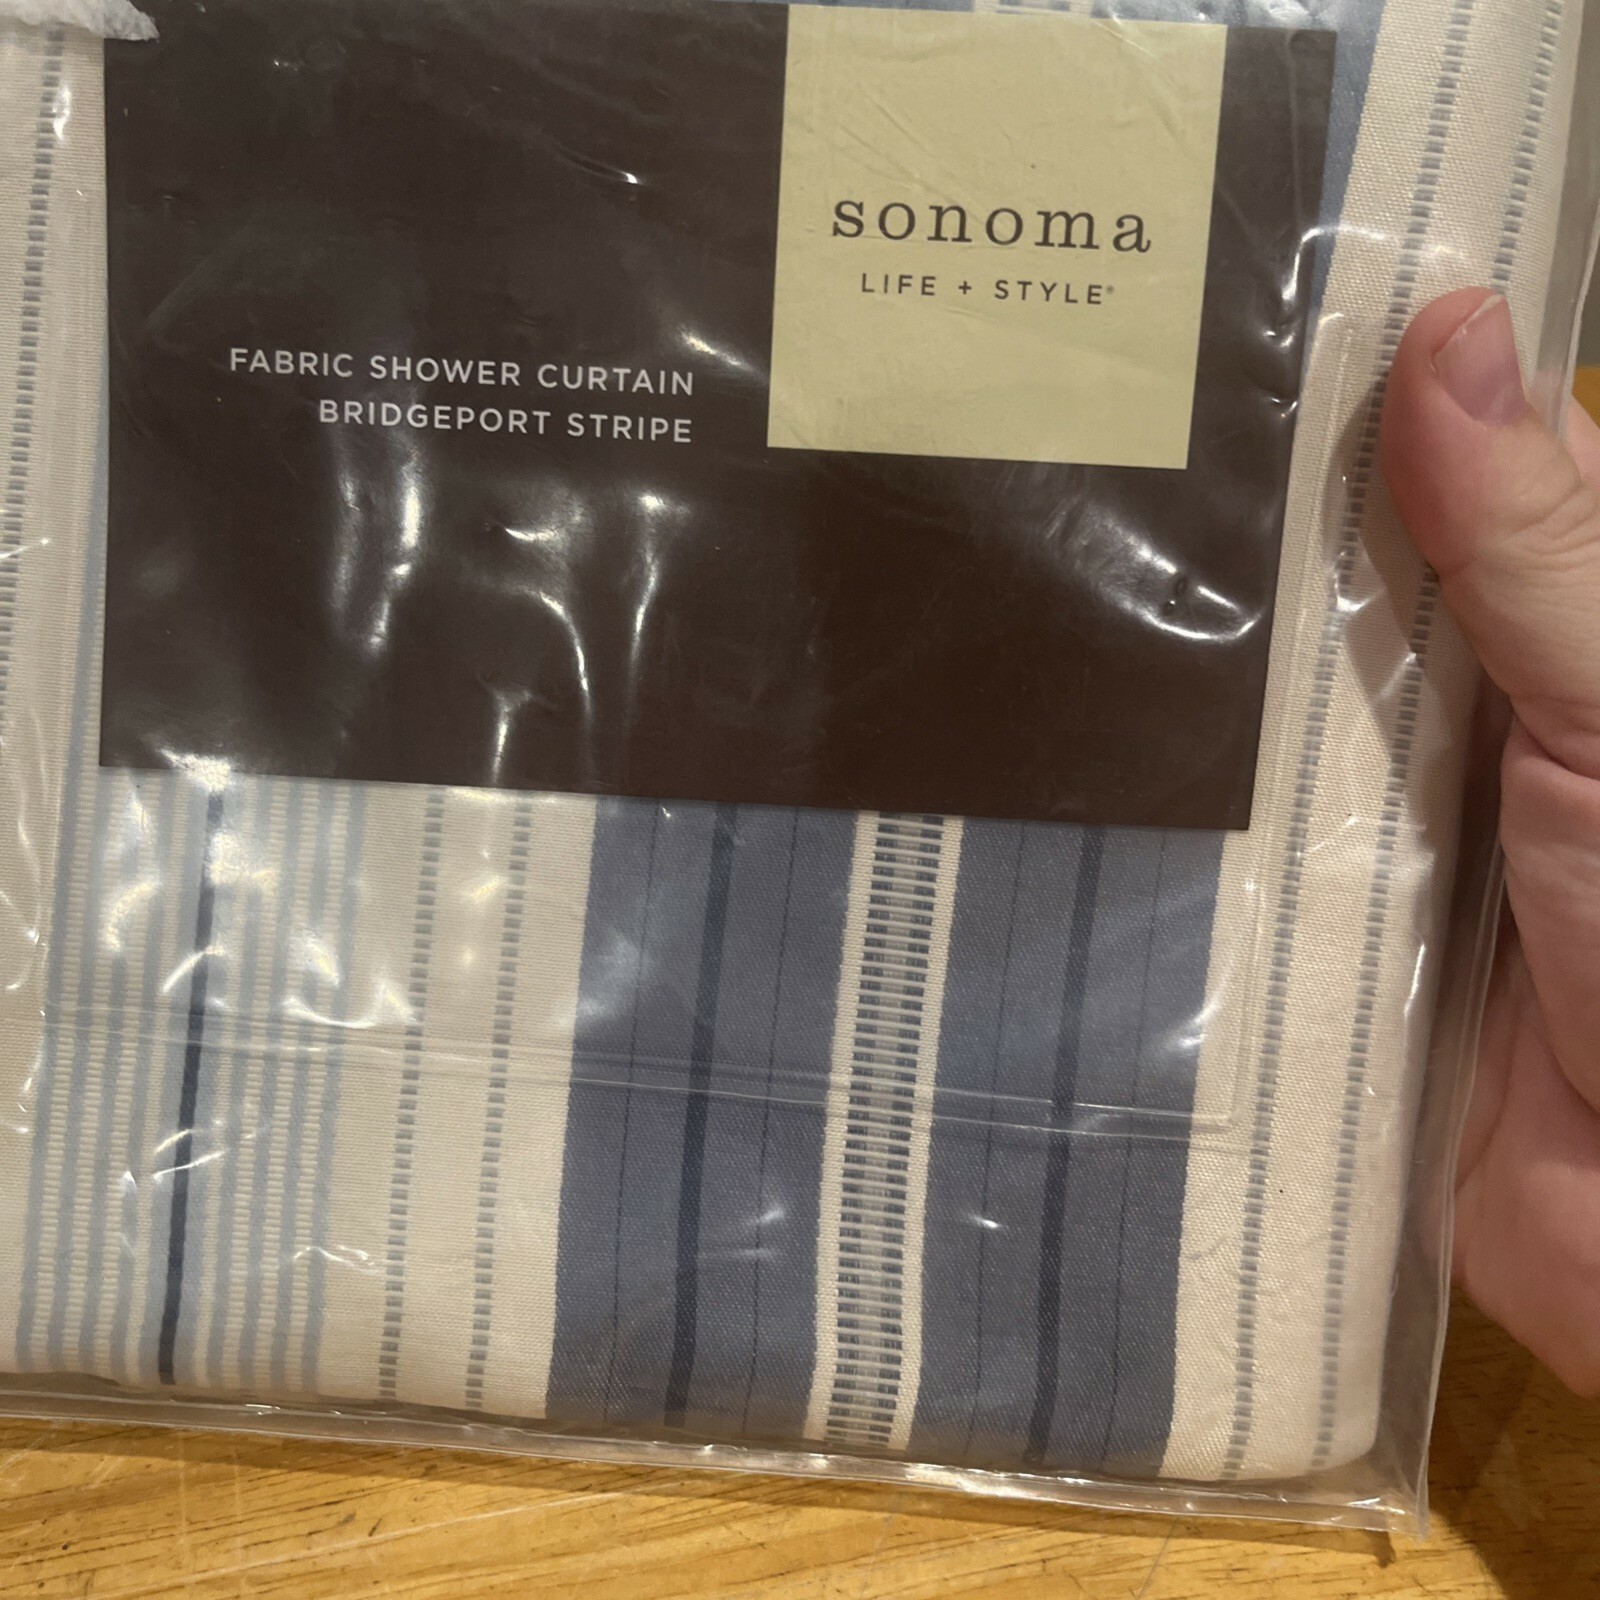 sonoma
LIFE + STYLE®
FABRIC SHOWER CURTAIN
BRIDGEPORT STRIPE